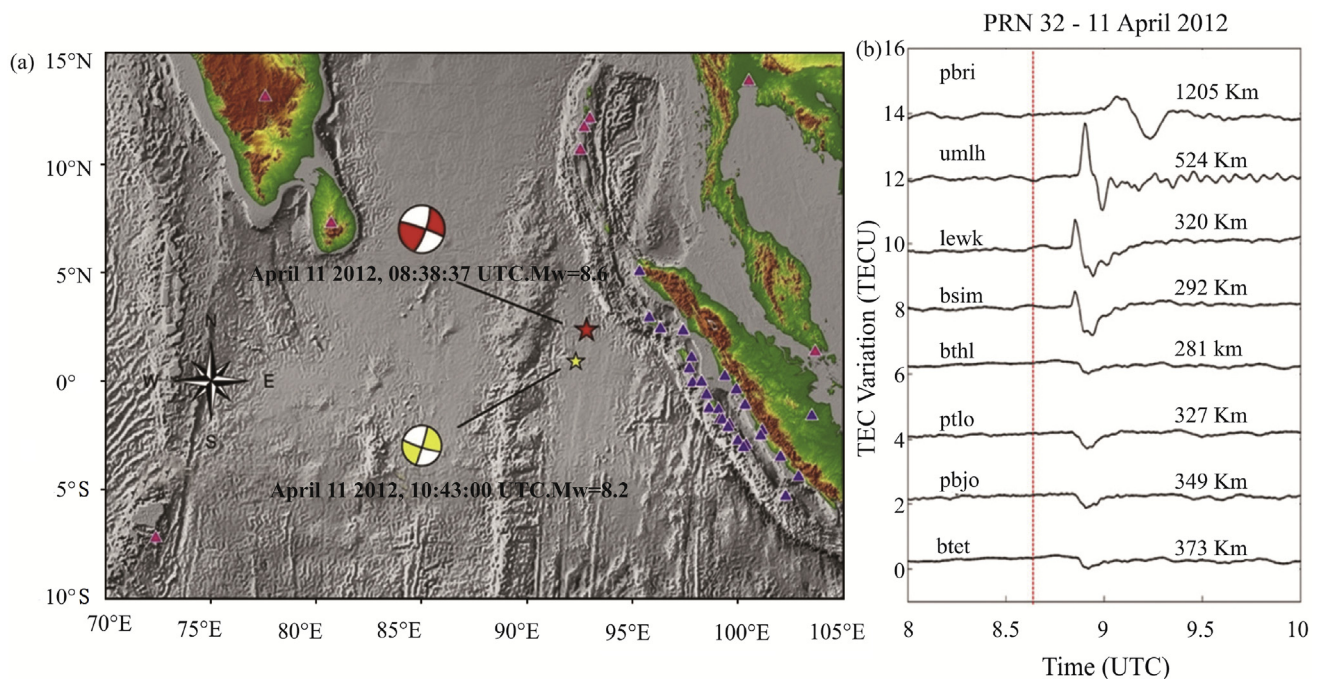 (a)
15°N
10°N
5°N
0°
5°S
10°S
70°E
75°E
80°E
85°E
90°E
95°E
100°E
105°E
N
W
E
S
April 11 2012, 08:38:37 UTC.Mw=8.6
April 11 2012, 10:43:00 UTC.Mw=8.2
PRN 32 - 11 April 2012
(b)
16
14
12
10
8
6
4
2
0
TEC Variation (TECU)
pbri
1205 Km
umlh
524 Km
lewk
320 Km
bsim
292 Km
bthl
281 km
ptlo
327 Km
pbjo
349 Km
btet
373 Km
8
8.5
9
9.5
10
Time (UTC)